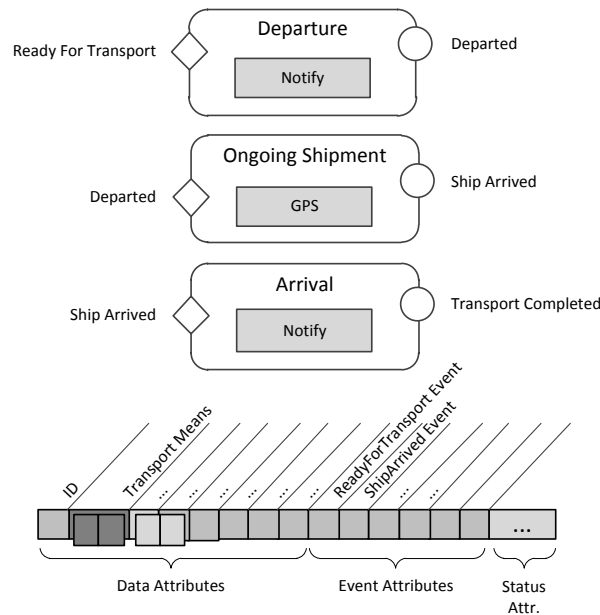 Departure
Ready For Transport
Departed
Notify
Ongoing Shipment
Departed
Ship Arrived
GPS
Arrival
Ship Arrived
Transport Completed
Notify
ID
Transport Means
...
...
...
...
...
...
ReadyForTransport Event
ShipArrived Event
...
...
...
Data Attributes
Event Attributes
Status
Attr.